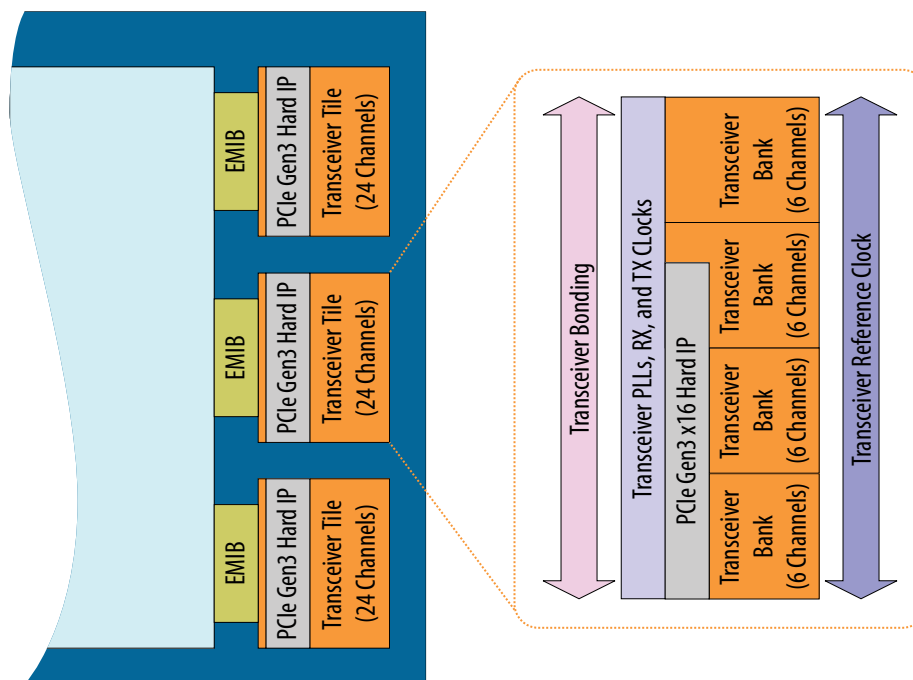 EMIB
PCIe Gen3 Hard IP
Transceiver Tile
(24 Channels)
EMIB
PCIe Gen3 Hard IP
Transceiver Tile
(24 Channels)
EMIB
PCIe Gen3 Hard IP
Transceiver Tile
(24 Channels)
Transceiver Bonding
Transceiver PLLs, RX, and TX CLocks
PCIe Gen3 x16 Hard IP
Transceiver
Bank
(6 Channels)
Transceiver
Bank
(6 Channels)
Transceiver
Bank
(6 Channels)
Transceiver
Bank
(6 Channels)
Transceiver Reference Clock